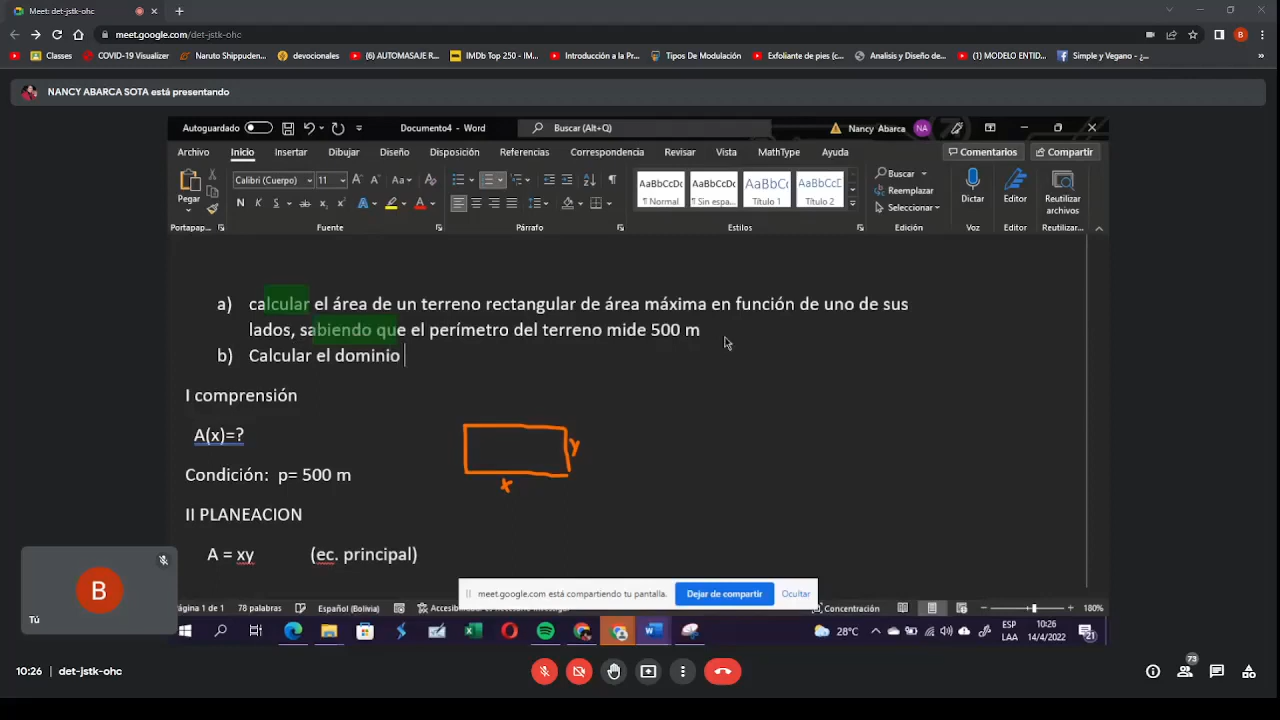 Meet: det-jstk-ohc
meet.google.com/det-jstk-ohc
Classes COVID-19 Visualizer Naruto Shippuden... devocionales (6) AUTOMASAJE R... IMDb Top 250 - IM... Introducción a la Pr... Tipos De Modulación Exfoliante de pies (c... Analisis y Diseño de... (1) MODELO ENTID... Simple y Vegano - ¿... »
NANCY ABARCA SOTA está presentando
Autoguardado Documento4 - Word Buscar (Alt+Q) Nancy Abarca NA
Archivo Inicio Insertar Dibujar Diseño Disposición Referencias Correspondencia Revisar Vista MathType Ayuda Comentarios Compartir
Pegar Calibri (Cuerpo) 11 Aa N K S ab x₂ x² A A
AaBbCcDc AaBbCcDc AaBbC AaBbCcD
¶ Normal ¶ Sin espa... Título 1 Título 2
Buscar
Reemplazar
Seleccionar
Dictar Editor Reutilizar archivos
Portapap... Fuente Párrafo Estilos Edición Voz Editor Reutilizar...
a) calcular el área de un terreno rectangular de área máxima en función de uno de sus
lados, sabiendo que el perímetro del terreno mide 500 m
b) Calcular el dominio
I comprensión
A(x)=?
y
Condición: p= 500 m
x
II PLANEACION
A = xy (ec. principal)
B
Tú
meet.google.com está compartiendo tu pantalla. Dejar de compartir Ocultar
Página 1 de 1 78 palabras Español (Bolivia) Concentración 180%
28°C ESP 10:26
LAA 14/4/2022 21
10:26 det-jstk-ohc 73